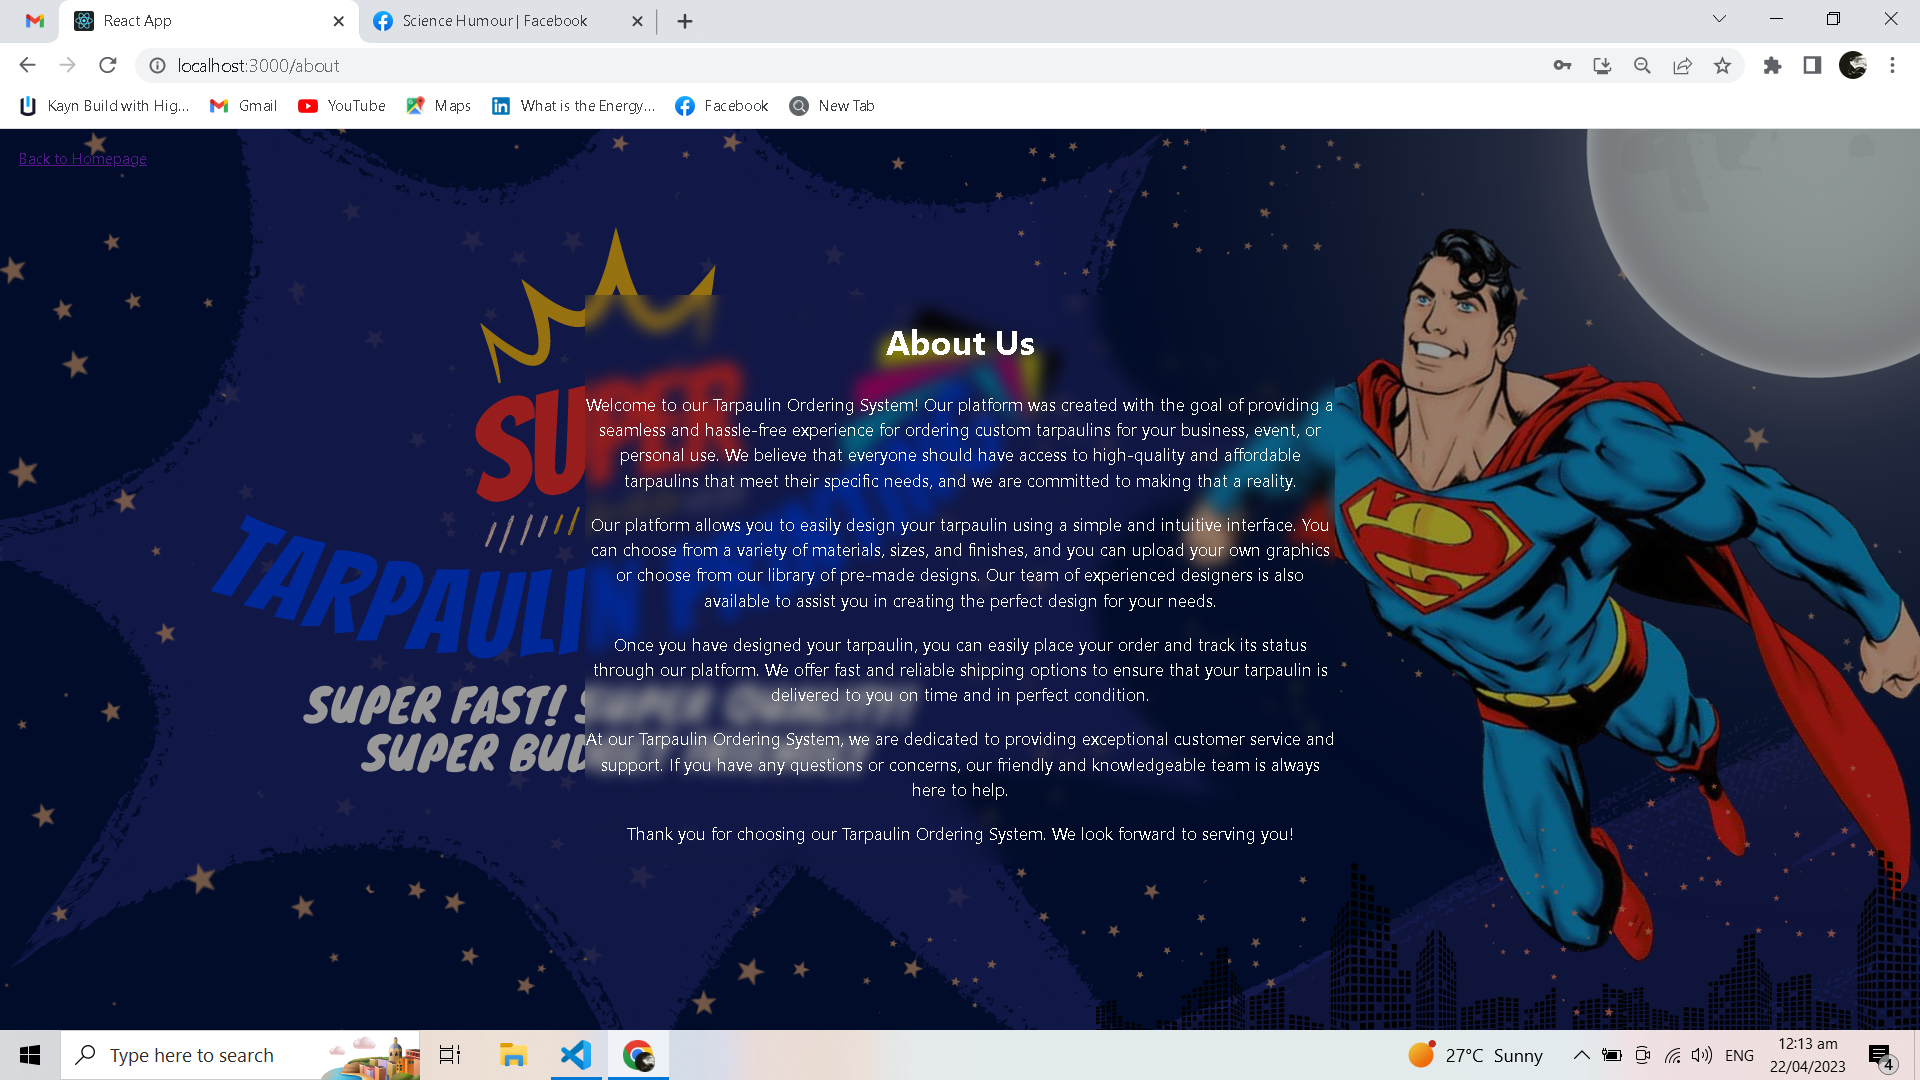 React App
Science Humour | Facebook
localhost:3000/about
Kayn Build with Hig...
Gmail
YouTube
Maps
What is the Energy...
Facebook
New Tab
Back to Homepage
SUPER
TARPAULIN
SUPER FAST! SUPER QUALITY!
SUPER BUD
About Us
Welcome to our Tarpaulin Ordering System! Our platform was created with the goal of providing a
seamless and hassle-free experience for ordering custom tarpaulins for your business, event, or
personal use. We believe that everyone should have access to high-quality and affordable
tarpaulins that meet their specific needs, and we are committed to making that a reality.
Our platform allows you to easily design your tarpaulin using a simple and intuitive interface. You
can choose from a variety of materials, sizes, and finishes, and you can upload your own graphics
or choose from our library of pre-made designs. Our team of experienced designers is also
available to assist you in creating the perfect design for your needs.
Once you have designed your tarpaulin, you can easily place your order and track its status
through our platform. We offer fast and reliable shipping options to ensure that your tarpaulin is
delivered to you on time and in perfect condition.
At our Tarpaulin Ordering System, we are dedicated to providing exceptional customer service and
support. If you have any questions or concerns, our friendly and knowledgeable team is always
here to help.
Thank you for choosing our Tarpaulin Ordering System. We look forward to serving you!
S
Type here to search
27°C Sunny
ENG
12:13 am
22/04/2023
4